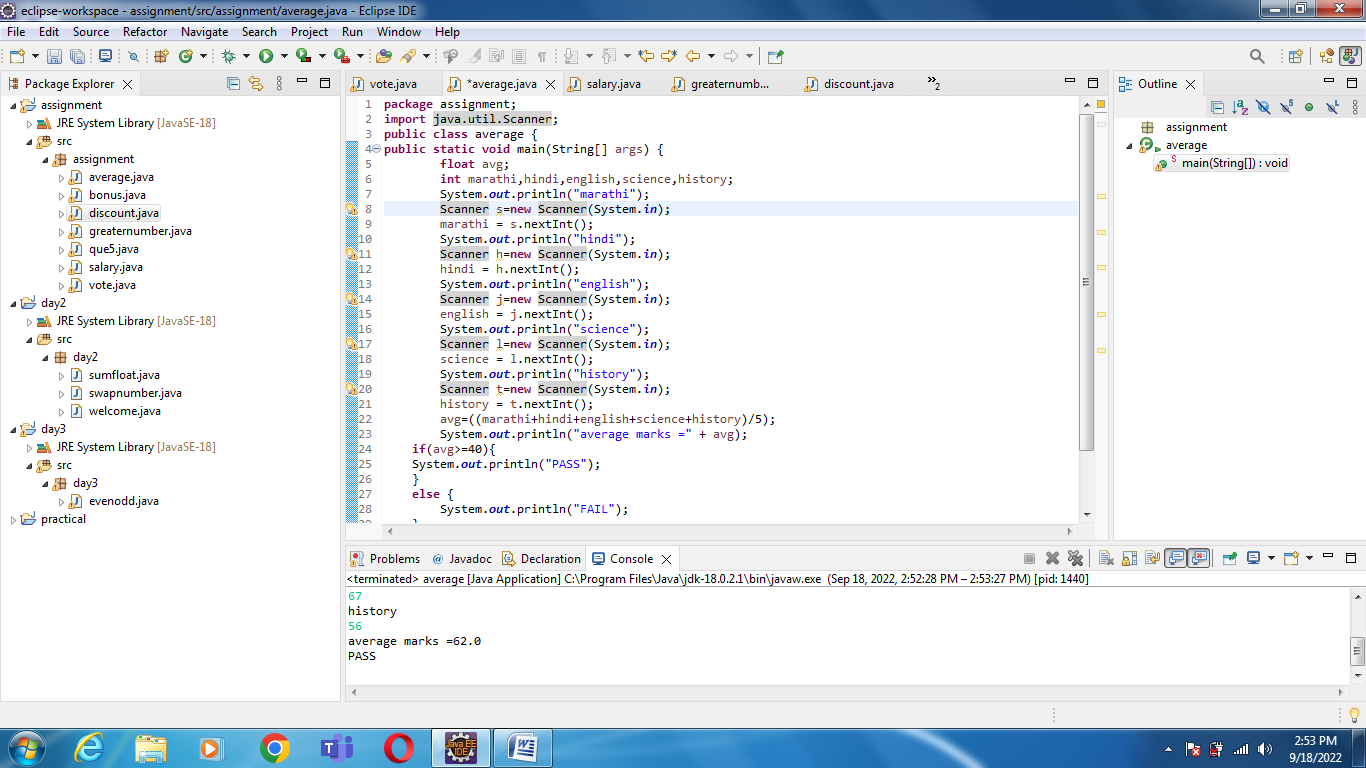 eclipse-workspace - assignment/src/assignment/average.java - Eclipse IDE
File Edit Source Refactor Navigate Search Project Run Window Help
Package Explorer
assignment
JRE System Library [JavaSE-18]
src
assignment
average.java
bonus.java
discount.java
greaternumber.java
que5.java
salary.java
vote.java
day2
JRE System Library [JavaSE-18]
src
day2
sumfloat.java
swapnumber.java
welcome.java
day3
JRE System Library [JavaSE-18]
src
day3
evenodd.java
practical
vote.java *average.java salary.java greaternumb... discount.java »2
1 package assignment;
2 import java.util.Scanner;
3 public class average {
4 public static void main(String[] args) {
5 float avg;
6 int marathi,hindi,english,science,history;
7 System.out.println("marathi");
8 Scanner s=new Scanner(System.in);
9 marathi = s.nextInt();
10 System.out.println("hindi");
11 Scanner h=new Scanner(System.in);
12 hindi = h.nextInt();
13 System.out.println("english");
14 Scanner j=new Scanner(System.in);
15 english = j.nextInt();
16 System.out.println("science");
17 Scanner l=new Scanner(System.in);
18 science = l.nextInt();
19 System.out.println("history");
20 Scanner t=new Scanner(System.in);
21 history = t.nextInt();
22 avg=((marathi+hindi+english+science+history)/5);
23 System.out.println("average marks =" + avg);
24 if(avg>=40){
25 System.out.println("PASS");
26 }
27 else {
28 System.out.println("FAIL");
Outline
assignment
average
main(String[]) : void
Problems @ Javadoc Declaration Console
<terminated> average [Java Application] C:\Program Files\Java\jdk-18.0.2.1\bin\javaw.exe (Sep 18, 2022, 2:52:28 PM – 2:53:27 PM) [pid: 1440]
67
history
56
average marks =62.0
PASS
Java EE
IDE
2:53 PM
9/18/2022